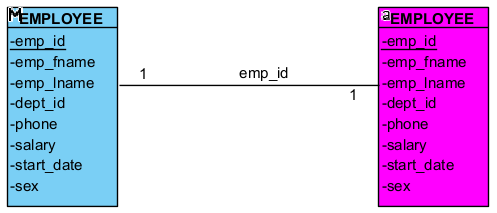 M EMPLOYEE
-emp_id
-emp_fname
-emp_lname
-dept_id
-phone
-salary
-start_date
-sex
1 emp_id 1
a EMPLOYEE
-emp_id
-emp_fname
-emp_lname
-dept_id
-phone
-salary
-start_date
-sex